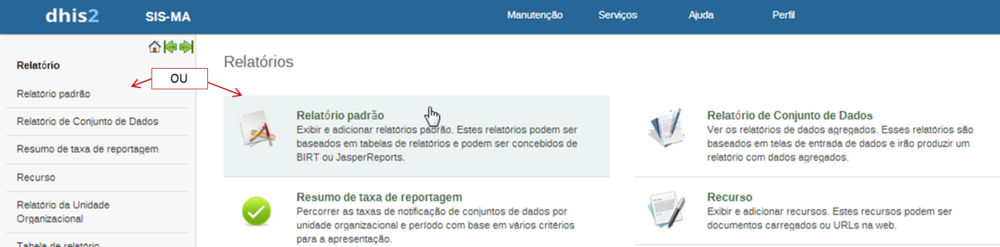 dhis2 SIS-MA Manutenção Serviços Ajuda Perfil
Relatório
Relatório padrão
Relatório de Conjunto de Dados
Resumo de taxa de reportagem
Recurso
Relatório da Unidade
Organizacional
Tabela de relatório
OU
Relatórios
Relatório padrão
Exibir e adicionar relatórios padrão. Estes relatórios podem ser
baseados em tabelas de relatórios e podem ser concebidos de
BIRT ou JasperReports.
Relatório de Conjunto de Dados
Ver os relatórios de dados agregados. Esses relatórios são
baseados em telas de entrada de dados e irão produzir um
relatório com dados agregados.
Resumo de taxa de reportagem
Percorrer as taxas de notificação de conjuntos de dados por
unidade organizacional e período com base em vários critérios
para a apresentação.
Recurso
Exibir e adicionar recursos. Estes recursos podem ser
documentos carregados ou URLs na web.